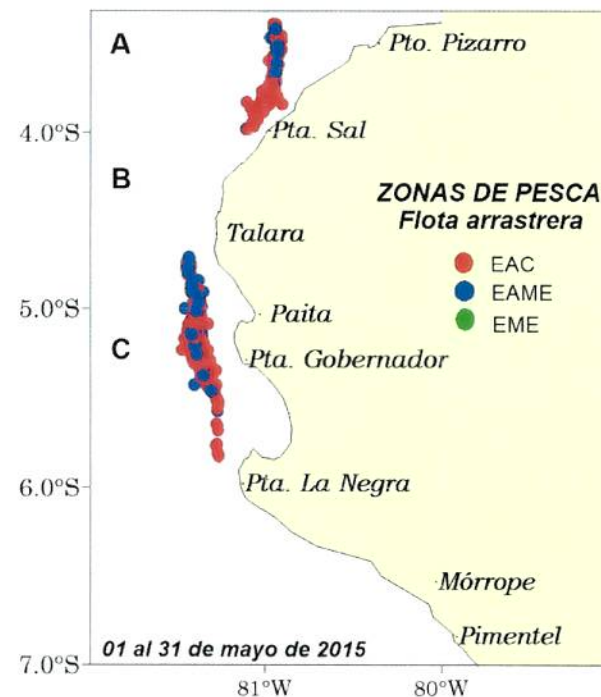 A
Pto. Pizarro
4.0°S
Pta. Sal
B
ZONAS DE PESCA
Flota arrastrera
Talara
EAC
EAME
5.0°S
Paita
EME
C
Pta. Gobernador
6.0°S
Pta. La Negra
Mórrope
Pimentel
01 al 31 de mayo de 2015
7.0°S
81°W
80°W